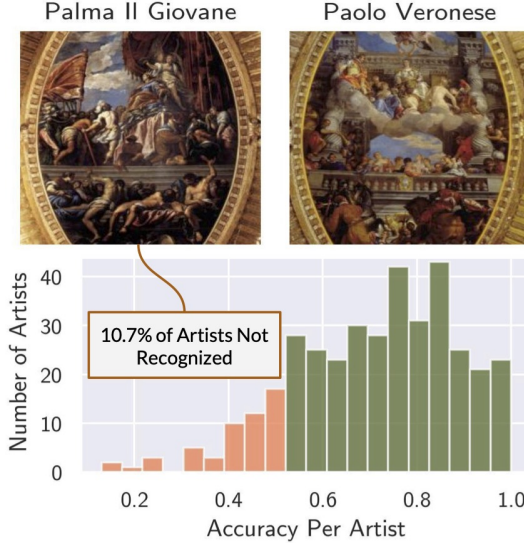 Palma Il Giovane
Paolo Veronese
10.7% of Artists Not
Recognized
Number of Artists
40
30
20
10
0
0.2
0.4
0.6
0.8
1.0
Accuracy Per Artist